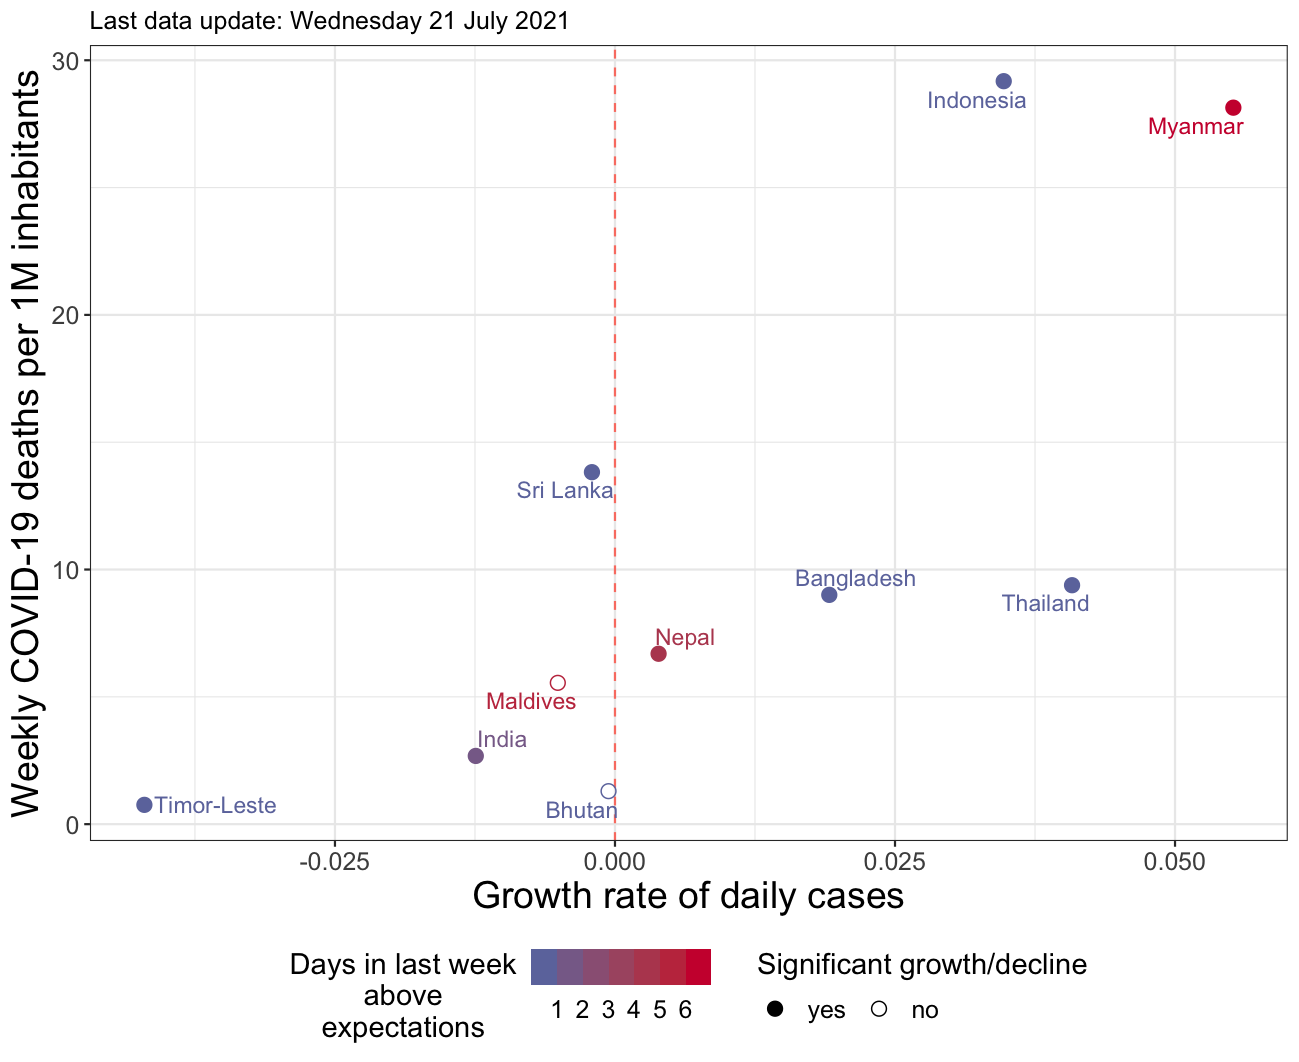 Last data update: Wednesday 21 July 2021
Weekly COVID-19 deaths per 1M inhabitants
30
20
10
0
Indonesia
Myanmar
Sri Lanka
Bangladesh
Thailand
Nepal
Maldives
India
Timor-Leste
Bhutan
-0.025 0.000 0.025 0.050
Growth rate of daily cases
Days in last week
above
expectations
1 2 3 4 5 6
Significant growth/decline
yes no